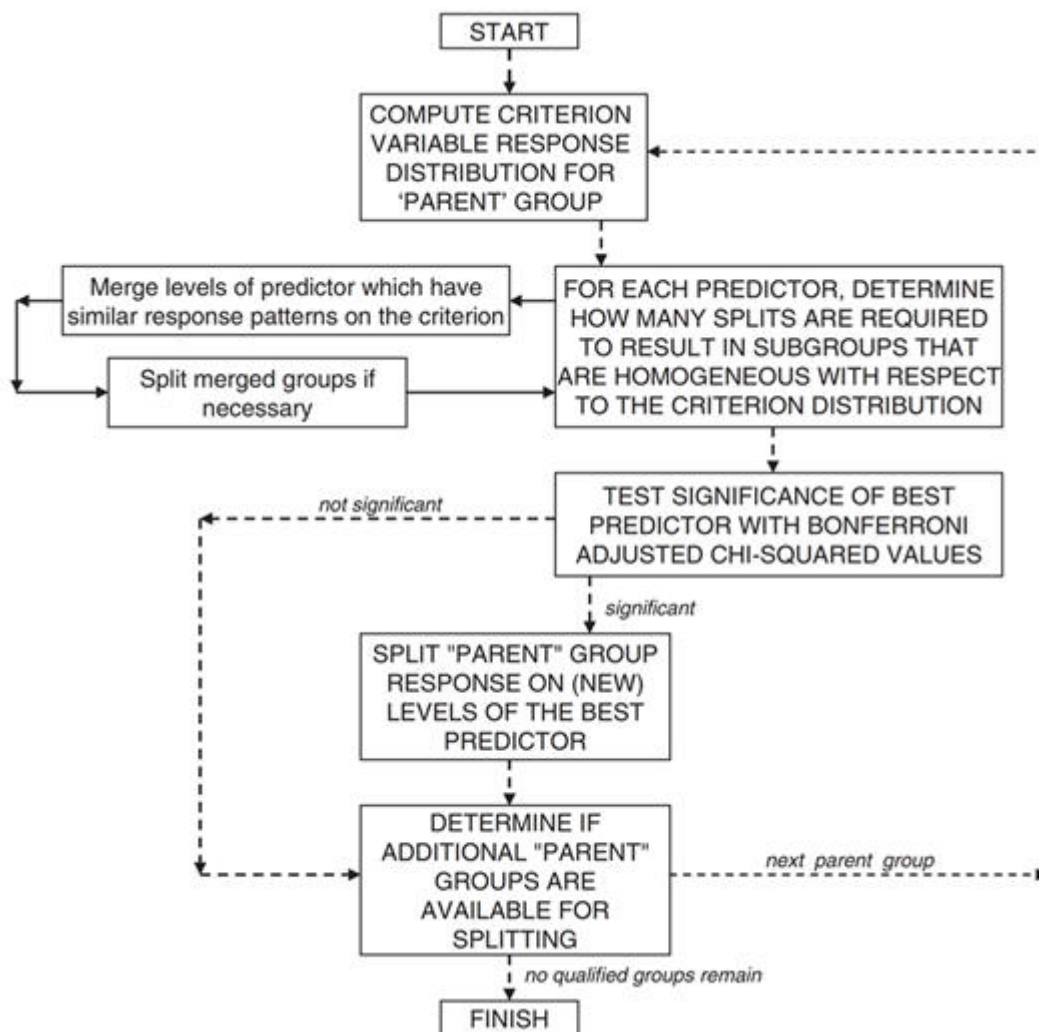 START
COMPUTE CRITERION
VARIABLE RESPONSE
DISTRIBUTION FOR
‘PARENT’ GROUP
Merge levels of predictor which have
similar response patterns on the criterion
FOR EACH PREDICTOR, DETERMINE
HOW MANY SPLITS ARE REQUIRED
TO RESULT IN SUBGROUPS THAT
ARE HOMOGENEOUS WITH RESPECT
TO THE CRITERION DISTRIBUTION
Split merged groups if
necessary
TEST SIGNIFICANCE OF BEST
PREDICTOR WITH BONFERRONI
ADJUSTED CHI-SQUARED VALUES
not significant
significant
SPLIT "PARENT" GROUP
RESPONSE ON (NEW)
LEVELS OF THE BEST
PREDICTOR
DETERMINE IF
ADDITIONAL "PARENT"
GROUPS ARE
AVAILABLE FOR
SPLITTING
next parent group
no qualified groups remain
FINISH